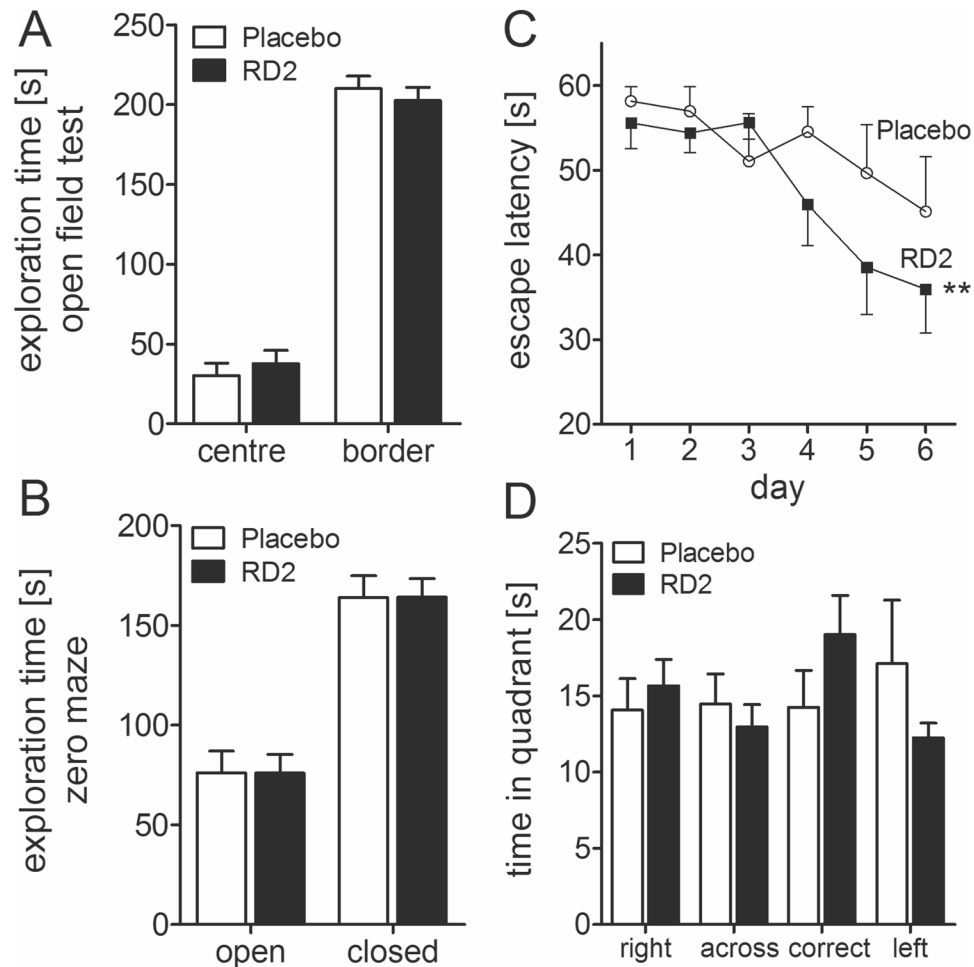 A
exploration time [s]
open field test
250
200
150
100
50
0
Placebo
RD2
centre border
B
exploration time [s]
zero maze
200
150
100
50
0
Placebo
RD2
open closed
C
escape latency [s]
60
50
40
30
20
Placebo
RD2
**
1 2 3 4 5 6
day
D
time in quadrant [s]
25
20
15
10
5
0
Placebo
RD2
right across correct left